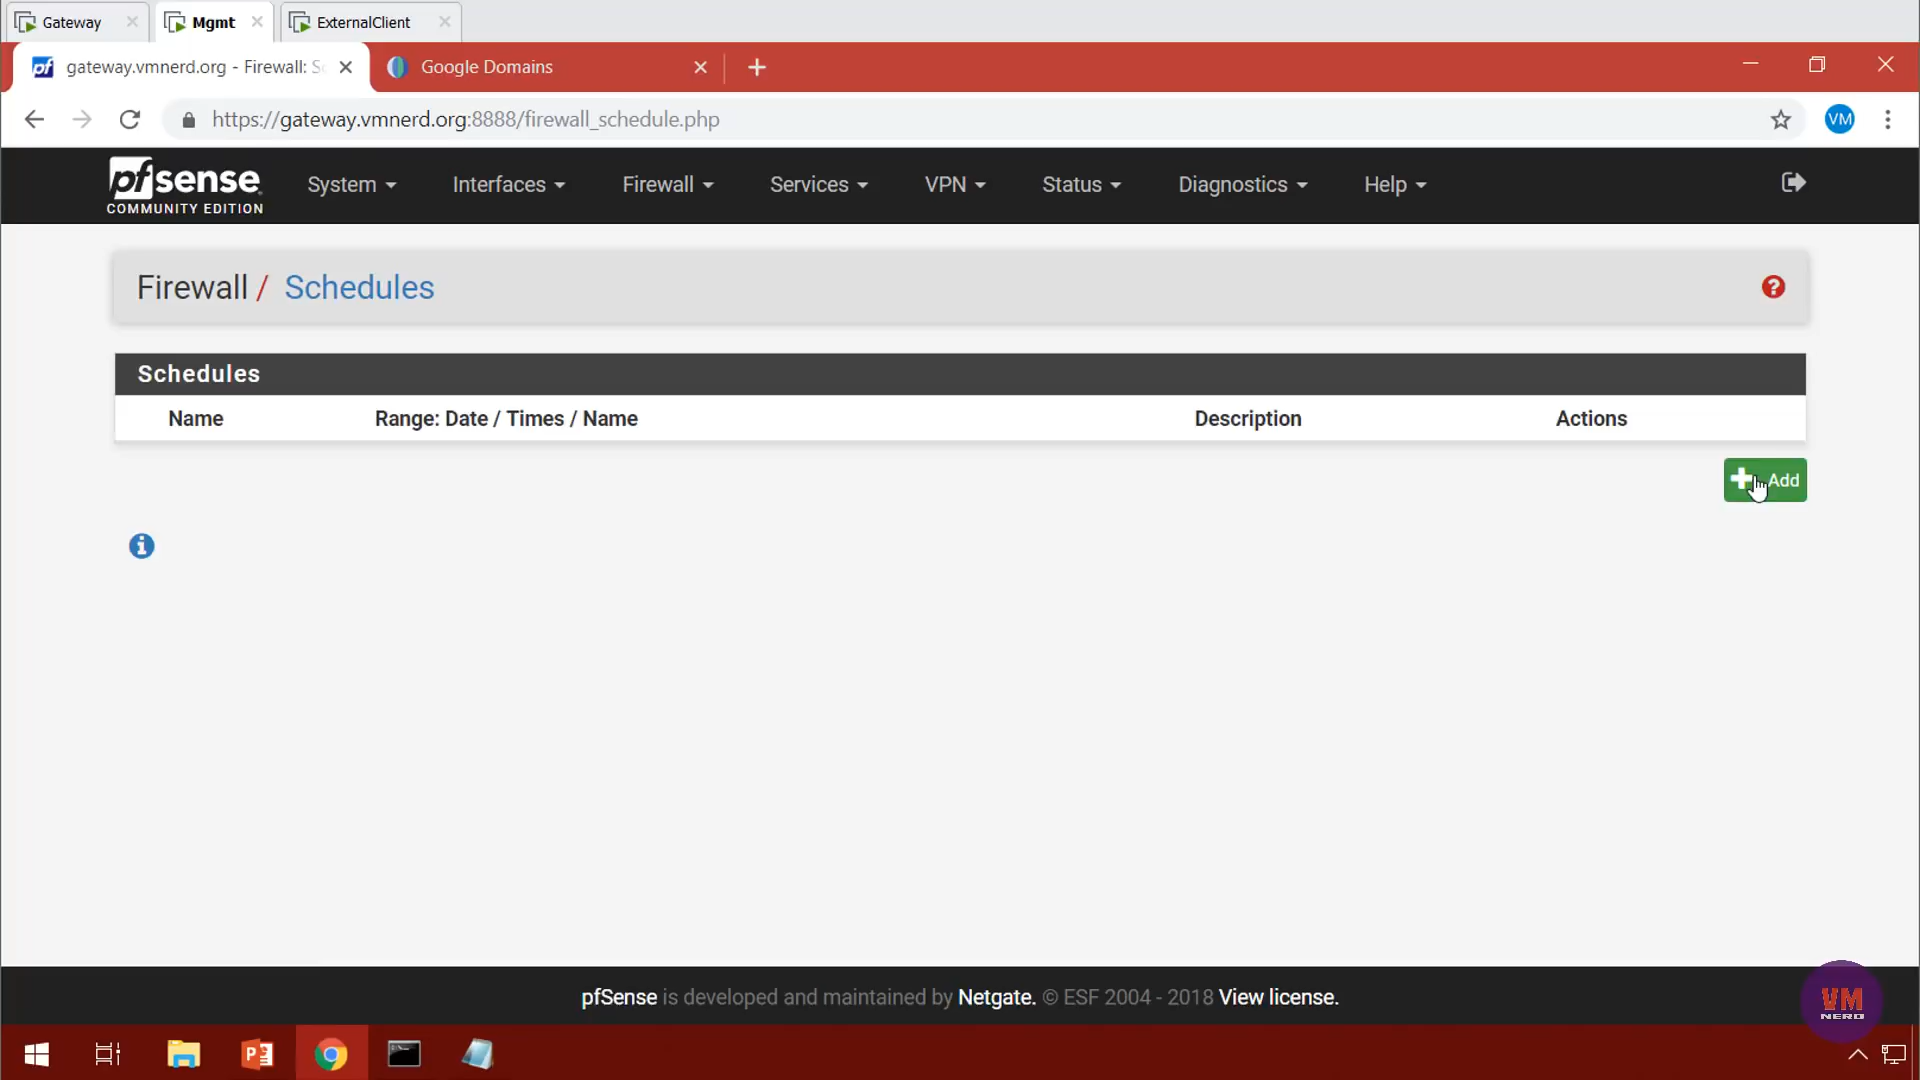 Gateway
Mgmt
ExternalClient
gateway.vmnerd.org - Firewall: S
Google Domains
https://gateway.vmnerd.org:8888/firewall_schedule.php
VM
pfsense
COMMUNITY EDITION
System
Interfaces
Firewall
Services
VPN
Status
Diagnostics
Help
Firewall / Schedules
Schedules
Name
Range: Date / Times / Name
Description
Actions
Add
pfSense is developed and maintained by Netgate. © ESF 2004 - 2018 View license.
VM
NERD